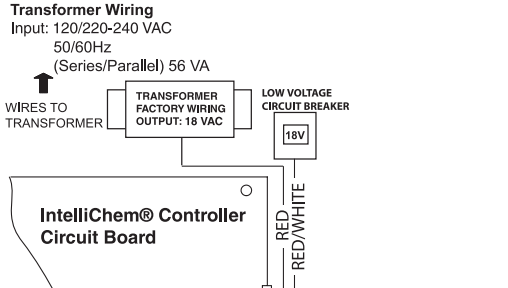 Transformer Wiring
Input: 120/220-240 VAC
50/60Hz
(Series/Parallel) 56 VA
WIRES TO
TRANSFORMER
TRANSFORMER
FACTORY WIRING
OUTPUT: 18 VAC
LOW VOLTAGE
CIRCUIT BREAKER
18V
RED
RED/WHITE
IntelliChem® Controller
Circuit Board